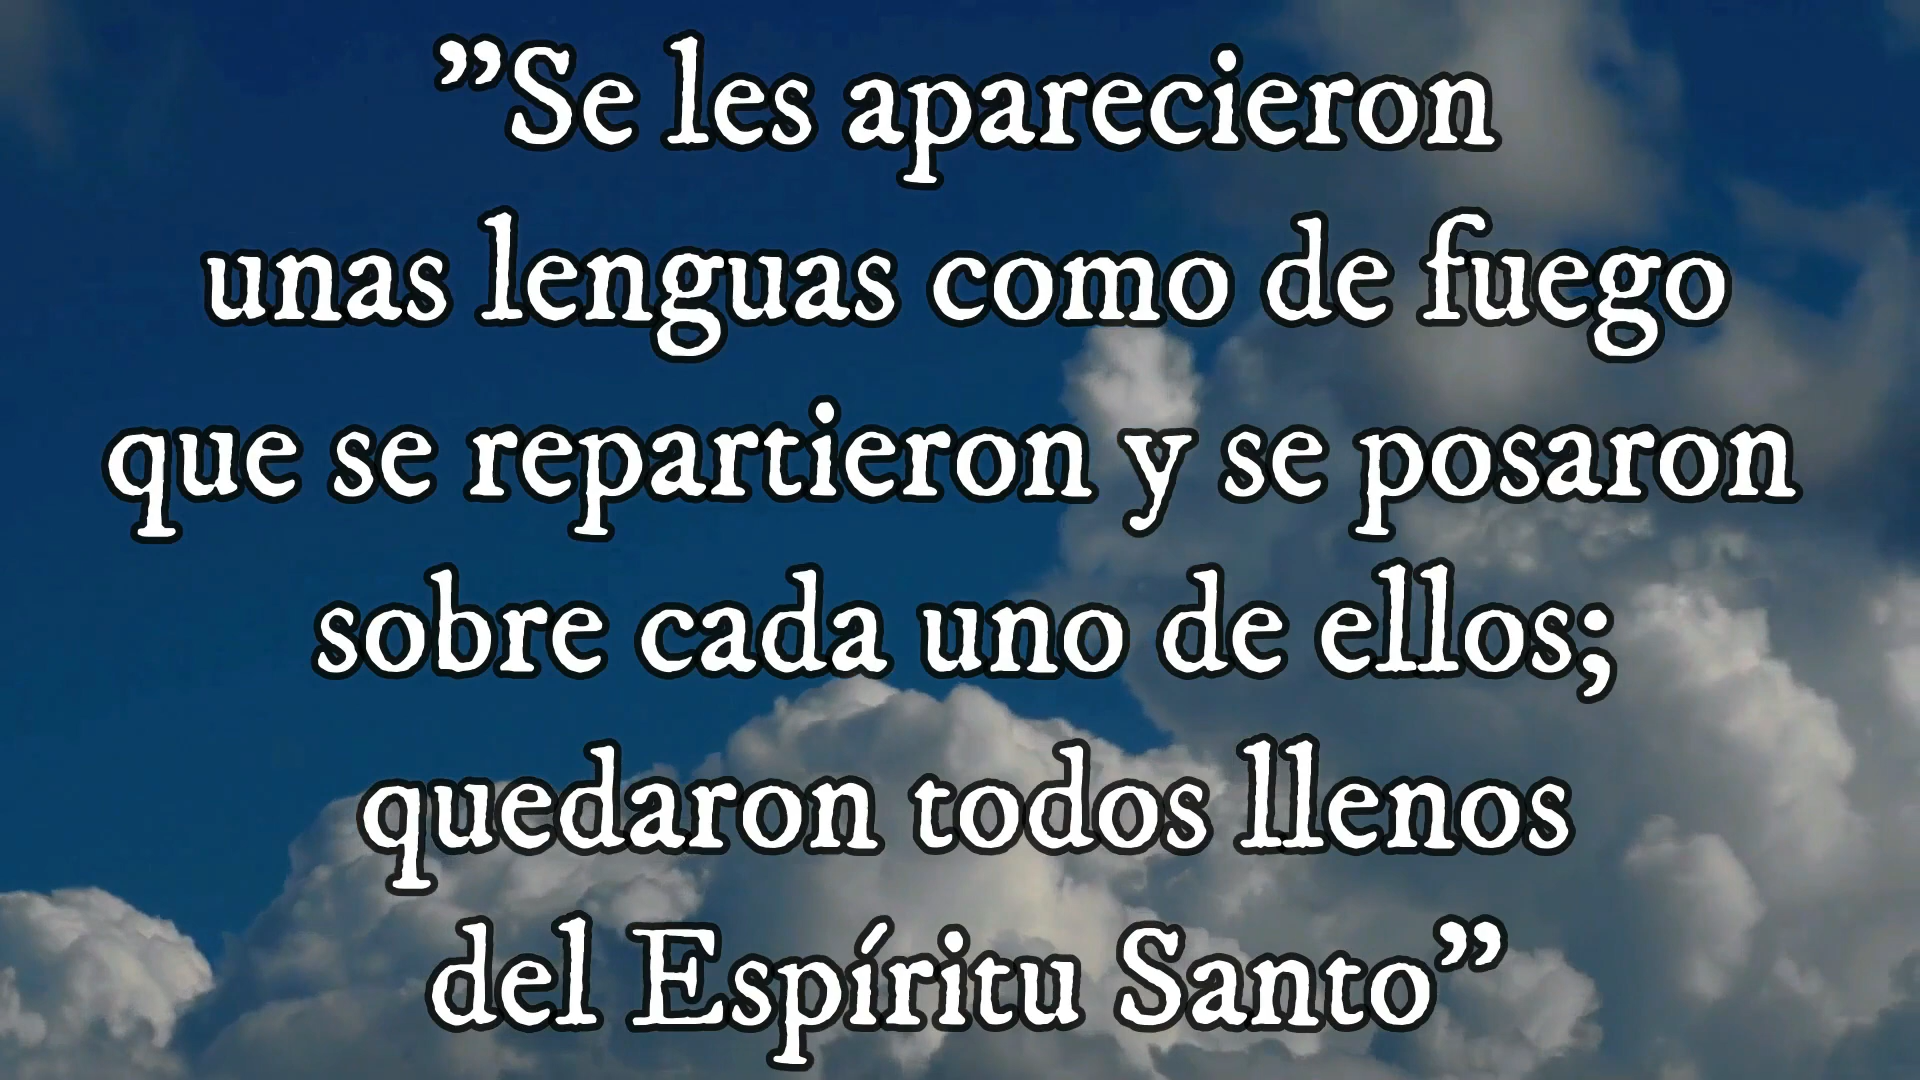 ”Se les aparecieron
unas lenguas como de fuego
que se repartieron y se posaron
sobre cada uno de ellos;
quedaron todos llenos
del Espíritu Santo”